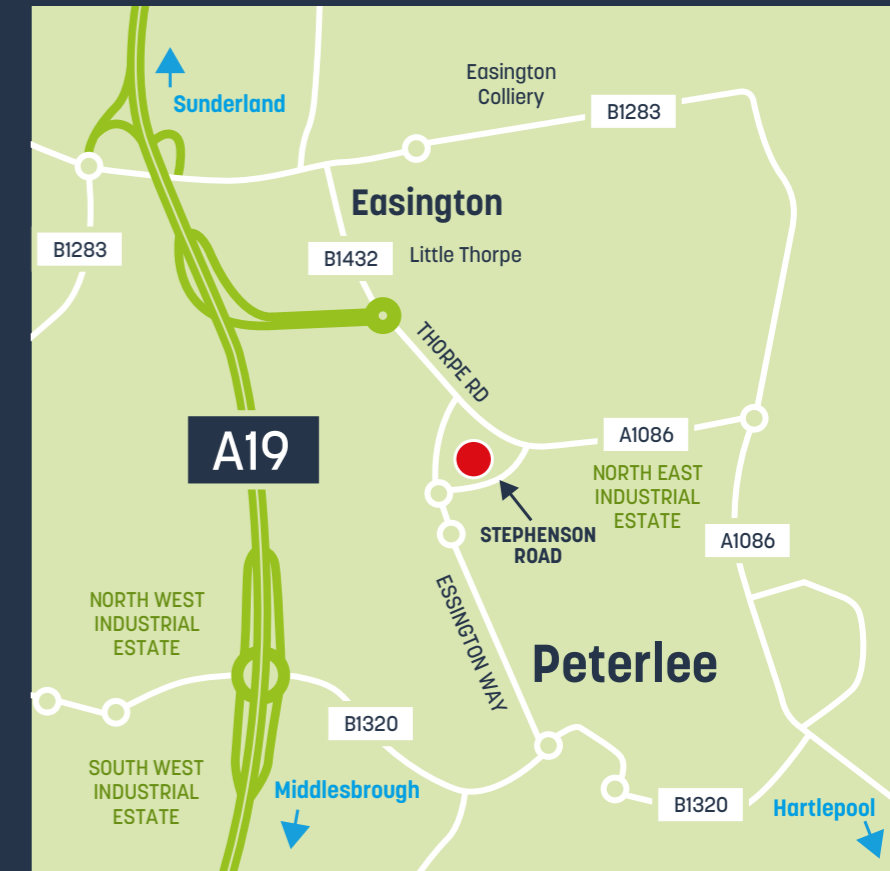 Sunderland
Easington
Colliery
B1283
Easington
B1283
B1432
Little Thorpe
THORPE RD
A19
A1086
NORTH EAST
INDUSTRIAL
ESTATE
STEPHENSON
ROAD
A1086
ESSINGTON WAY
NORTH WEST
INDUSTRIAL
ESTATE
Peterlee
B1320
SOUTH WEST
INDUSTRIAL
ESTATE
Middlesbrough
B1320
Hartlepool